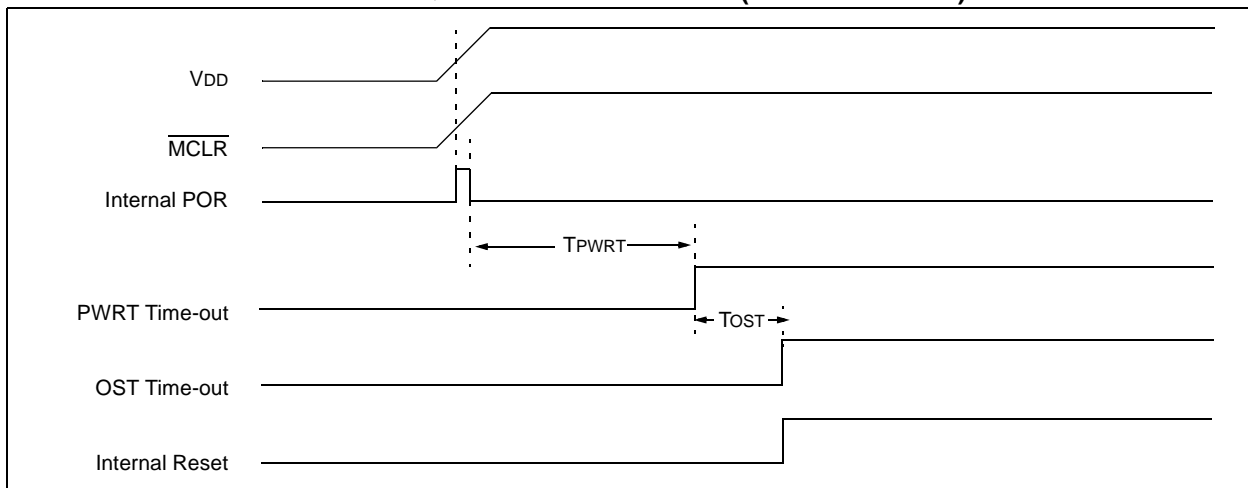 VDD
MCLR
Internal POR
TPWRT
PWRT Time-out
TOST
OST Time-out
Internal Reset